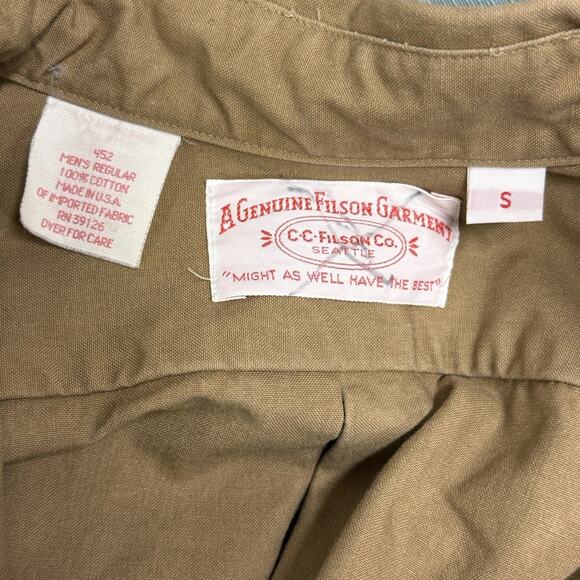 452
MEN'S REGULAR
100% COTTON
MADE IN U.S.A.
OF IMPORTED FABRIC
RN 39126
OVER FOR CARE
A GENUINE FILSON GARMENT
C·C·FILSON CO.
SEATTLE
"MIGHT AS WELL HAVE THE BEST"
S